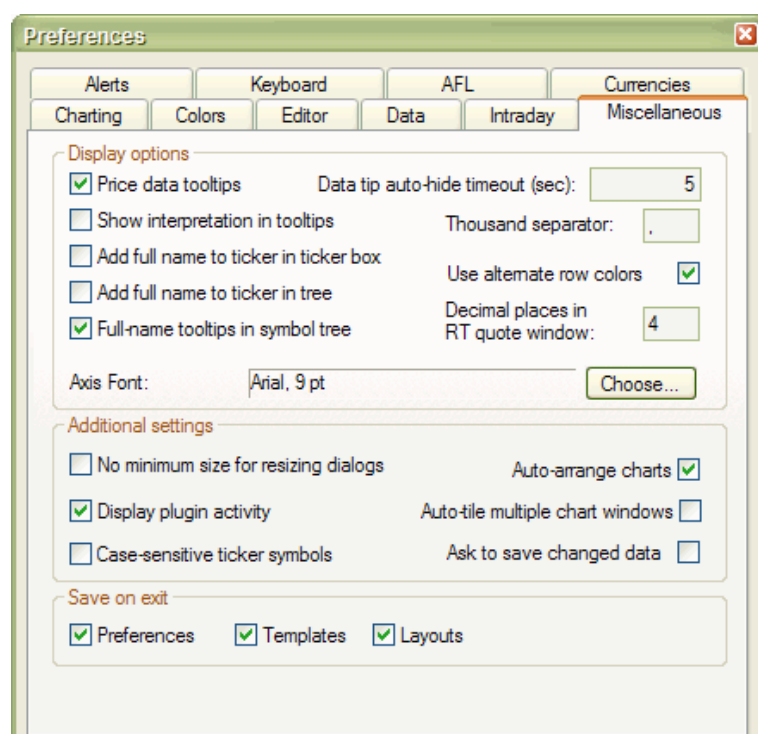 Preferences
Alerts Keyboard AFL Currencies
Charting Colors Editor Data Intraday Miscellaneous
Display options
Price data tooltips Data tip auto-hide timeout (sec): 5
Show interpretation in tooltips Thousand separator: ,
Add full name to ticker in ticker box
Use alternate row colors
Add full name to ticker in tree
Decimal places in
Full-name tooltips in symbol tree RT quote window: 4
Axis Font: Arial, 9 pt Choose...
Additional settings
No minimum size for resizing dialogs Auto-arrange charts
Display plugin activity Auto-tile multiple chart windows
Case-sensitive ticker symbols Ask to save changed data
Save on exit
Preferences Templates Layouts